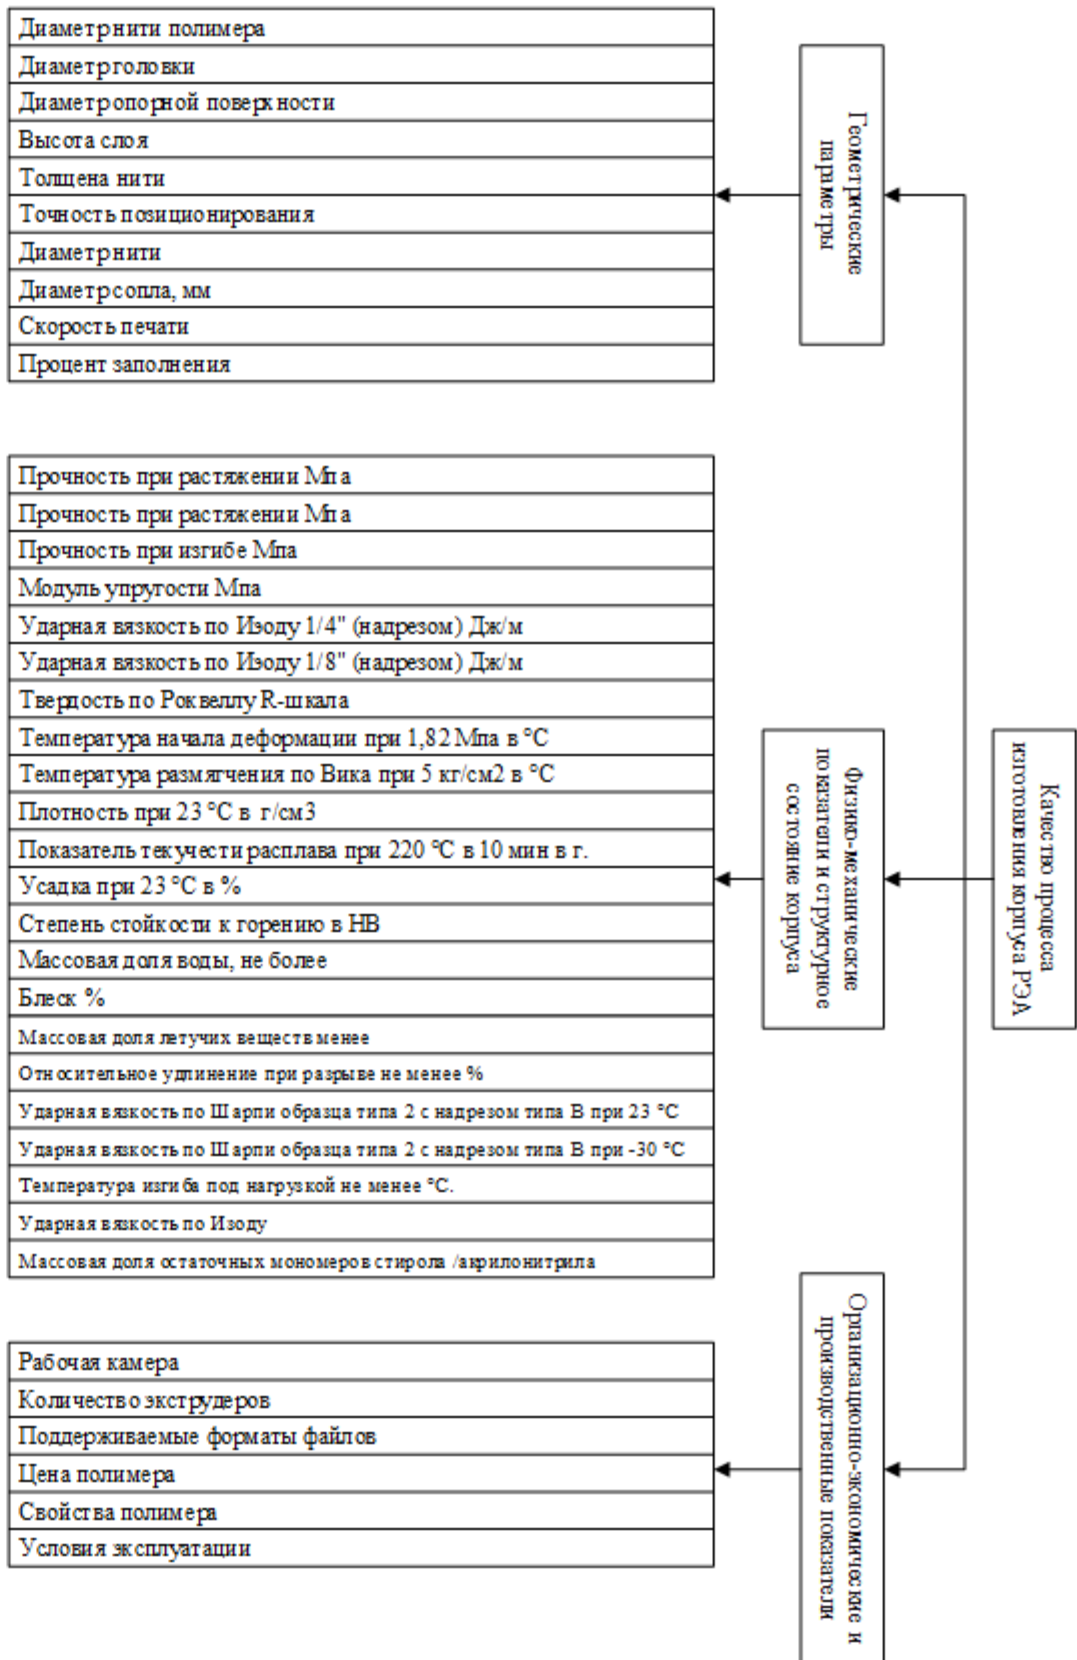 Диаметр нити полимера
Диаметр головки
Диаметр опорной поверхности
Высота слоя
Толщена нити
Точность позиционирования
Диаметр нити
Диаметр сопла, мм
Скорость печати
Процент заполнения
Геометрические
параметры
Прочность при растяжении Мпа
Прочность при растяжении Мпа
Прочность при изгибе Мпа
Модуль упругости Мпа
Ударная вязкость по Изоду 1/4" (надрезом) Дж/м
Ударная вязкость по Изоду 1/8" (надрезом) Дж/м
Твердость по Роквеллу R-шкала
Температура начала деформации при 1,82 Мпа в °C
Температура размягчения по Вика при 5 кг/см2 в °C
Плотность при 23 °C в г/см3
Показатель текучести расплава при 220 °C в 10 мин в г.
Усадка при 23 °C в %
Степень стойкости к горению в HB
Массовая доля воды, не более
Блеск %
Массовая доля летучих веществ менее
Относительное удлинение при разрыве не менее %
Ударная вязкость по Шарпи образца типа 2 с надрезом типа В при 23 °C
Ударная вязкость по Шарпи образца типа 2 с надрезом типа В при -30 °C
Температура изгиба под нагрузкой не менее °C.
Ударная вязкость по Изоду
Массовая доля остаточных мономеров стирола /акрилонитрила
Физико-механические
показатели и структурное
состояние корпуса
Качество процесса
изготовления корпуса РЭА
Рабочая камера
Количество экструдеров
Поддерживаемые форматы файлов
Цена полимера
Свойства полимера
Условия эксплуатации
Организационно-экономические и
производственные показатели